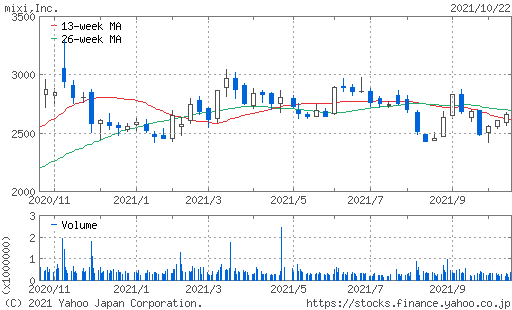 mixi,Inc. 2021/10/22
13-week MA
26-week MA
3500
3000
2500
2000
2020/11 2021/1 2021/3 2021/5 2021/7 2021/9
Volume
3
2
1
0
(x1000000)
2020/11 2021/1 2021/3 2021/5 2021/7 2021/9
(C) 2021 Yahoo Japan Corporation. https://stocks.finance.yahoo.co.jp